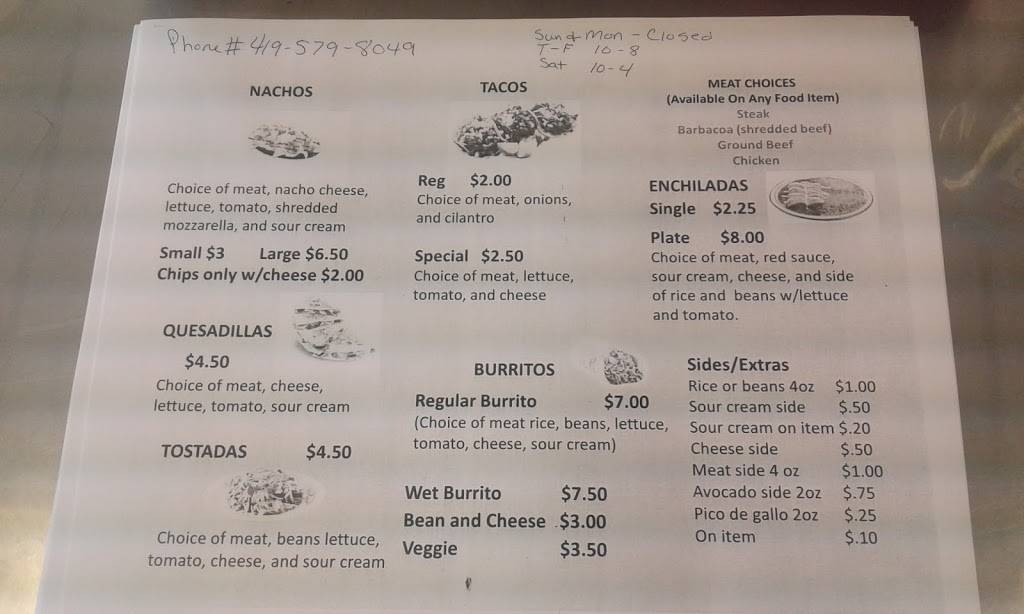 Phone # 419-579-8049
Sun & Mon - Closed
T-F 10-8
Sat 10-4
NACHOS
Choice of meat, nacho cheese,
lettuce, tomato, shredded
mozzarella, and sour cream
Small $3 Large $6.50
Chips only w/cheese $2.00
QUESADILLAS
$4.50
Choice of meat, cheese,
lettuce, tomato, sour cream
TOSTADAS $4.50
Choice of meat, beans lettuce,
tomato, cheese, and sour cream
TACOS
Reg $2.00
Choice of meat, onions,
and cilantro
Special $2.50
Choice of meat, lettuce,
tomato, and cheese
BURRITOS
Regular Burrito $7.00
(Choice of meat rice, beans, lettuce,
tomato, cheese, sour cream)
Wet Burrito $7.50
Bean and Cheese $3.00
Veggie $3.50
MEAT CHOICES
(Available On Any Food Item)
Steak
Barbacoa (shredded beef)
Ground Beef
Chicken
ENCHILADAS
Single $2.25
Plate $8.00
Choice of meat, red sauce,
sour cream, cheese, and side
of rice and beans w/lettuce
and tomato.
Sides/Extras
Rice or beans 4oz $1.00
Sour cream side $.50
Sour cream on item $.20
Cheese side $.50
Meat side 4 oz $1.00
Avocado side 2oz $.75
Pico de gallo 2oz $.25
On item $.10